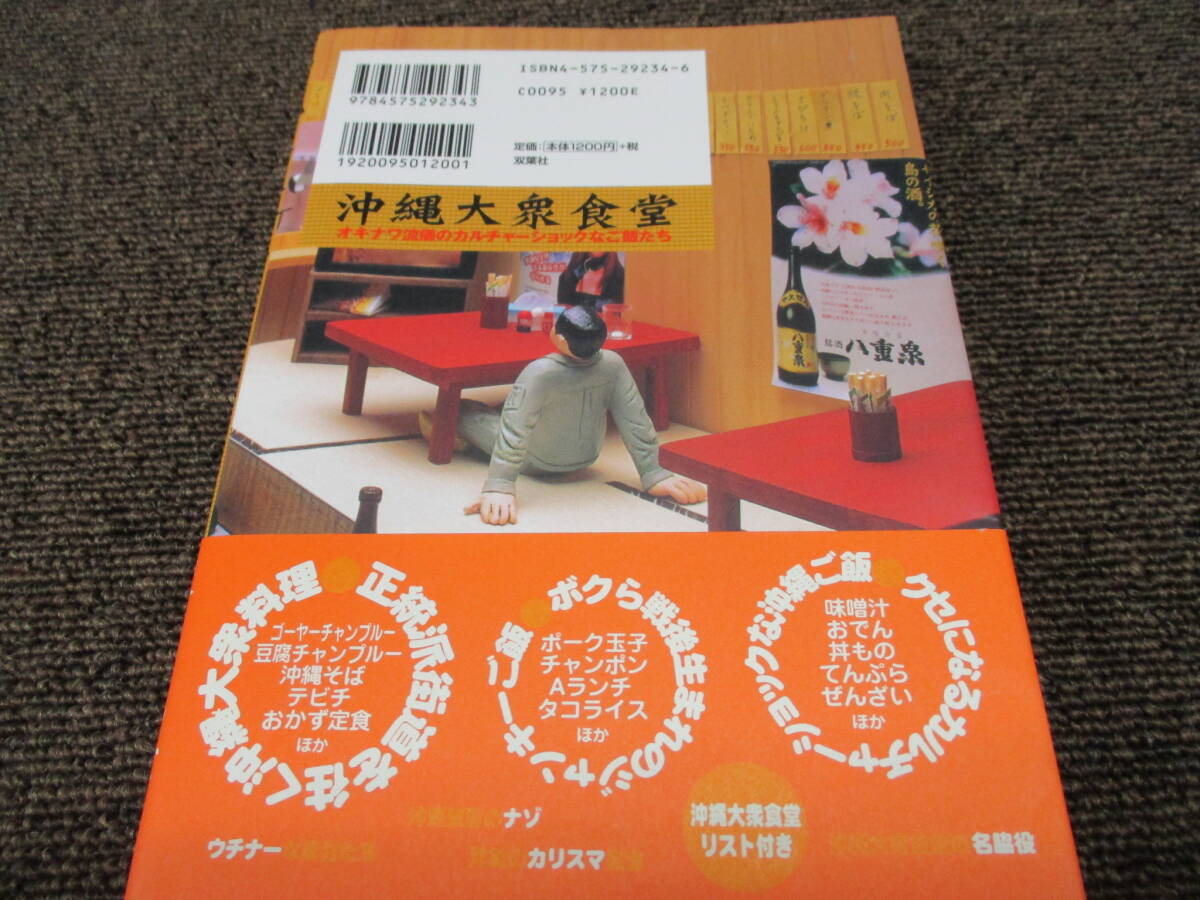 ISBN4-575-29234-6
C0095 ¥1200E
9784575292343
1920095012001
定価:[本体1200円]+税
双葉社
沖縄大衆食堂
オキナワ流儀のカルチャーショックなご飯たち
島の酒。
銘酒 八重泉
正統派街道を往く沖縄大衆料理
ゴーヤーチャンプルー
豆腐チャンプルー
沖縄そば
テビチ
おかず定食
ほか
ボクら戦後生まれのジャンキーご飯
ポーク玉子
チャンポン
Aランチ
タコライス
ほか
クセになるカルチャーショックな沖縄ご飯
味噌汁
おでん
丼もの
てんぷら
ぜんざい
ほか
ナゾ
ウチナー
カリスマ
沖縄大衆食堂
リスト付き
名脇役